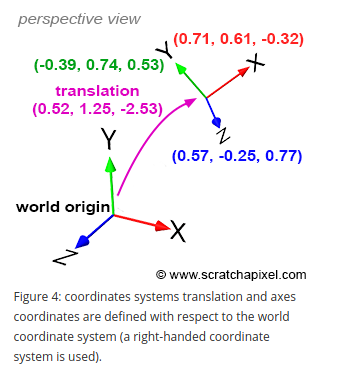 perspective view
(0.71, 0.61, -0.32)
Y
X
(-0.39, 0.74, 0.53)
translation
(0.52, 1.25, -2.53)
Z
(0.57, -0.25, 0.77)
Y
world origin
X
Z
© www.scratchapixel.com
Figure 4: coordinates systems translation and axes
coordinates are defined with respect to the world
coordinate system (a right-handed coordinate
system is used).